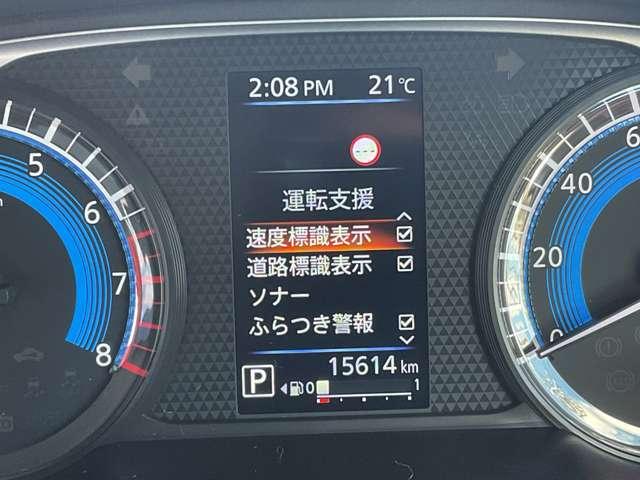 2:08 PM 21℃
---
運転支援
速度標識表示
道路標識表示
ソナー
ふらつき警報
15614 km
P 0 1
5
6
7
8
60
40
20
0